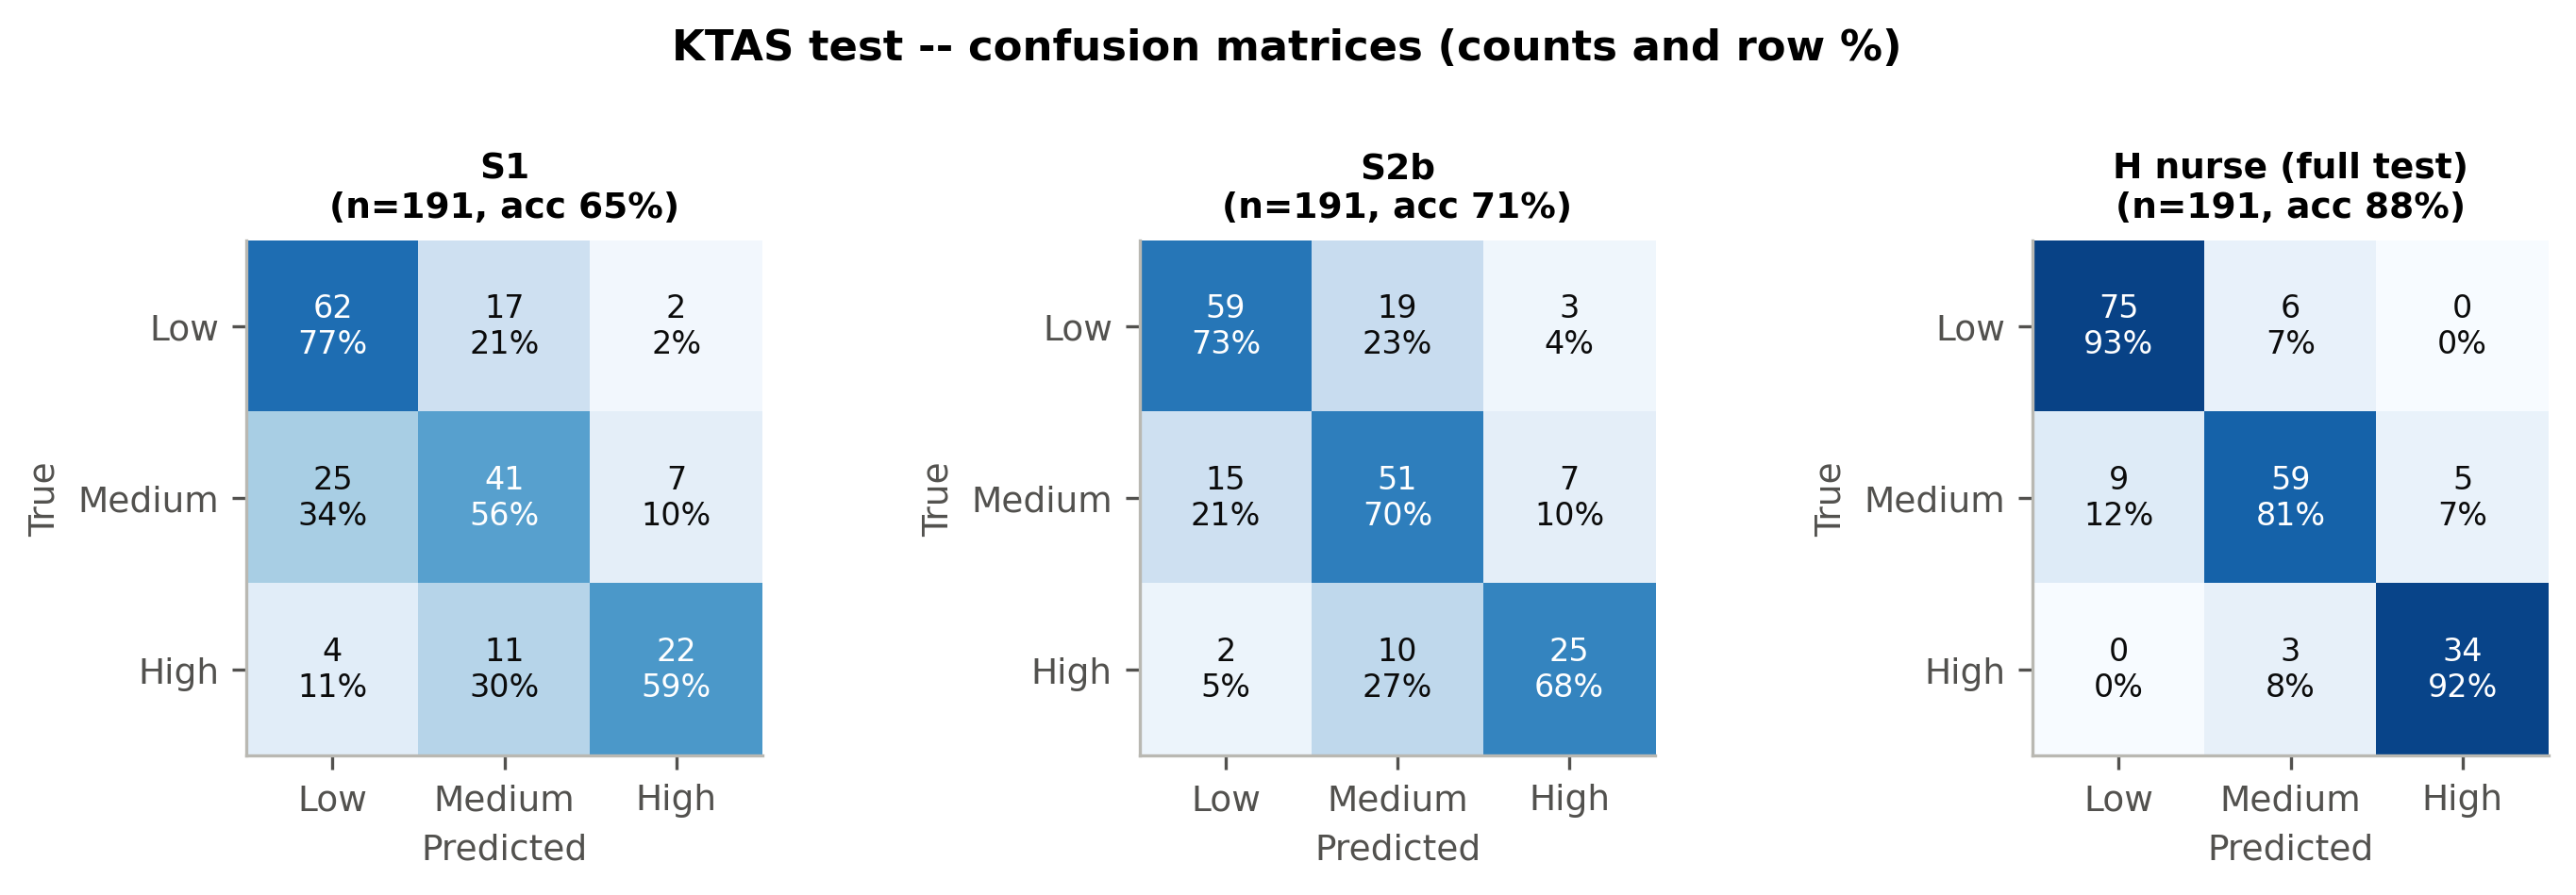 KTAS test -- confusion matrices (counts and row %)
S1
(n=191, acc 65%)
True
Low
Medium
High
62
77%
17
21%
2
2%
25
34%
41
56%
7
10%
4
11%
11
30%
22
59%
Low
Medium
High
Predicted
S2b
(n=191, acc 71%)
True
Low
Medium
High
59
73%
19
23%
3
4%
15
21%
51
70%
7
10%
2
5%
10
27%
25
68%
Low
Medium
High
Predicted
H nurse (full test)
(n=191, acc 88%)
True
Low
Medium
High
75
93%
6
7%
0
0%
9
12%
59
81%
5
7%
0
0%
3
8%
34
92%
Low
Medium
High
Predicted